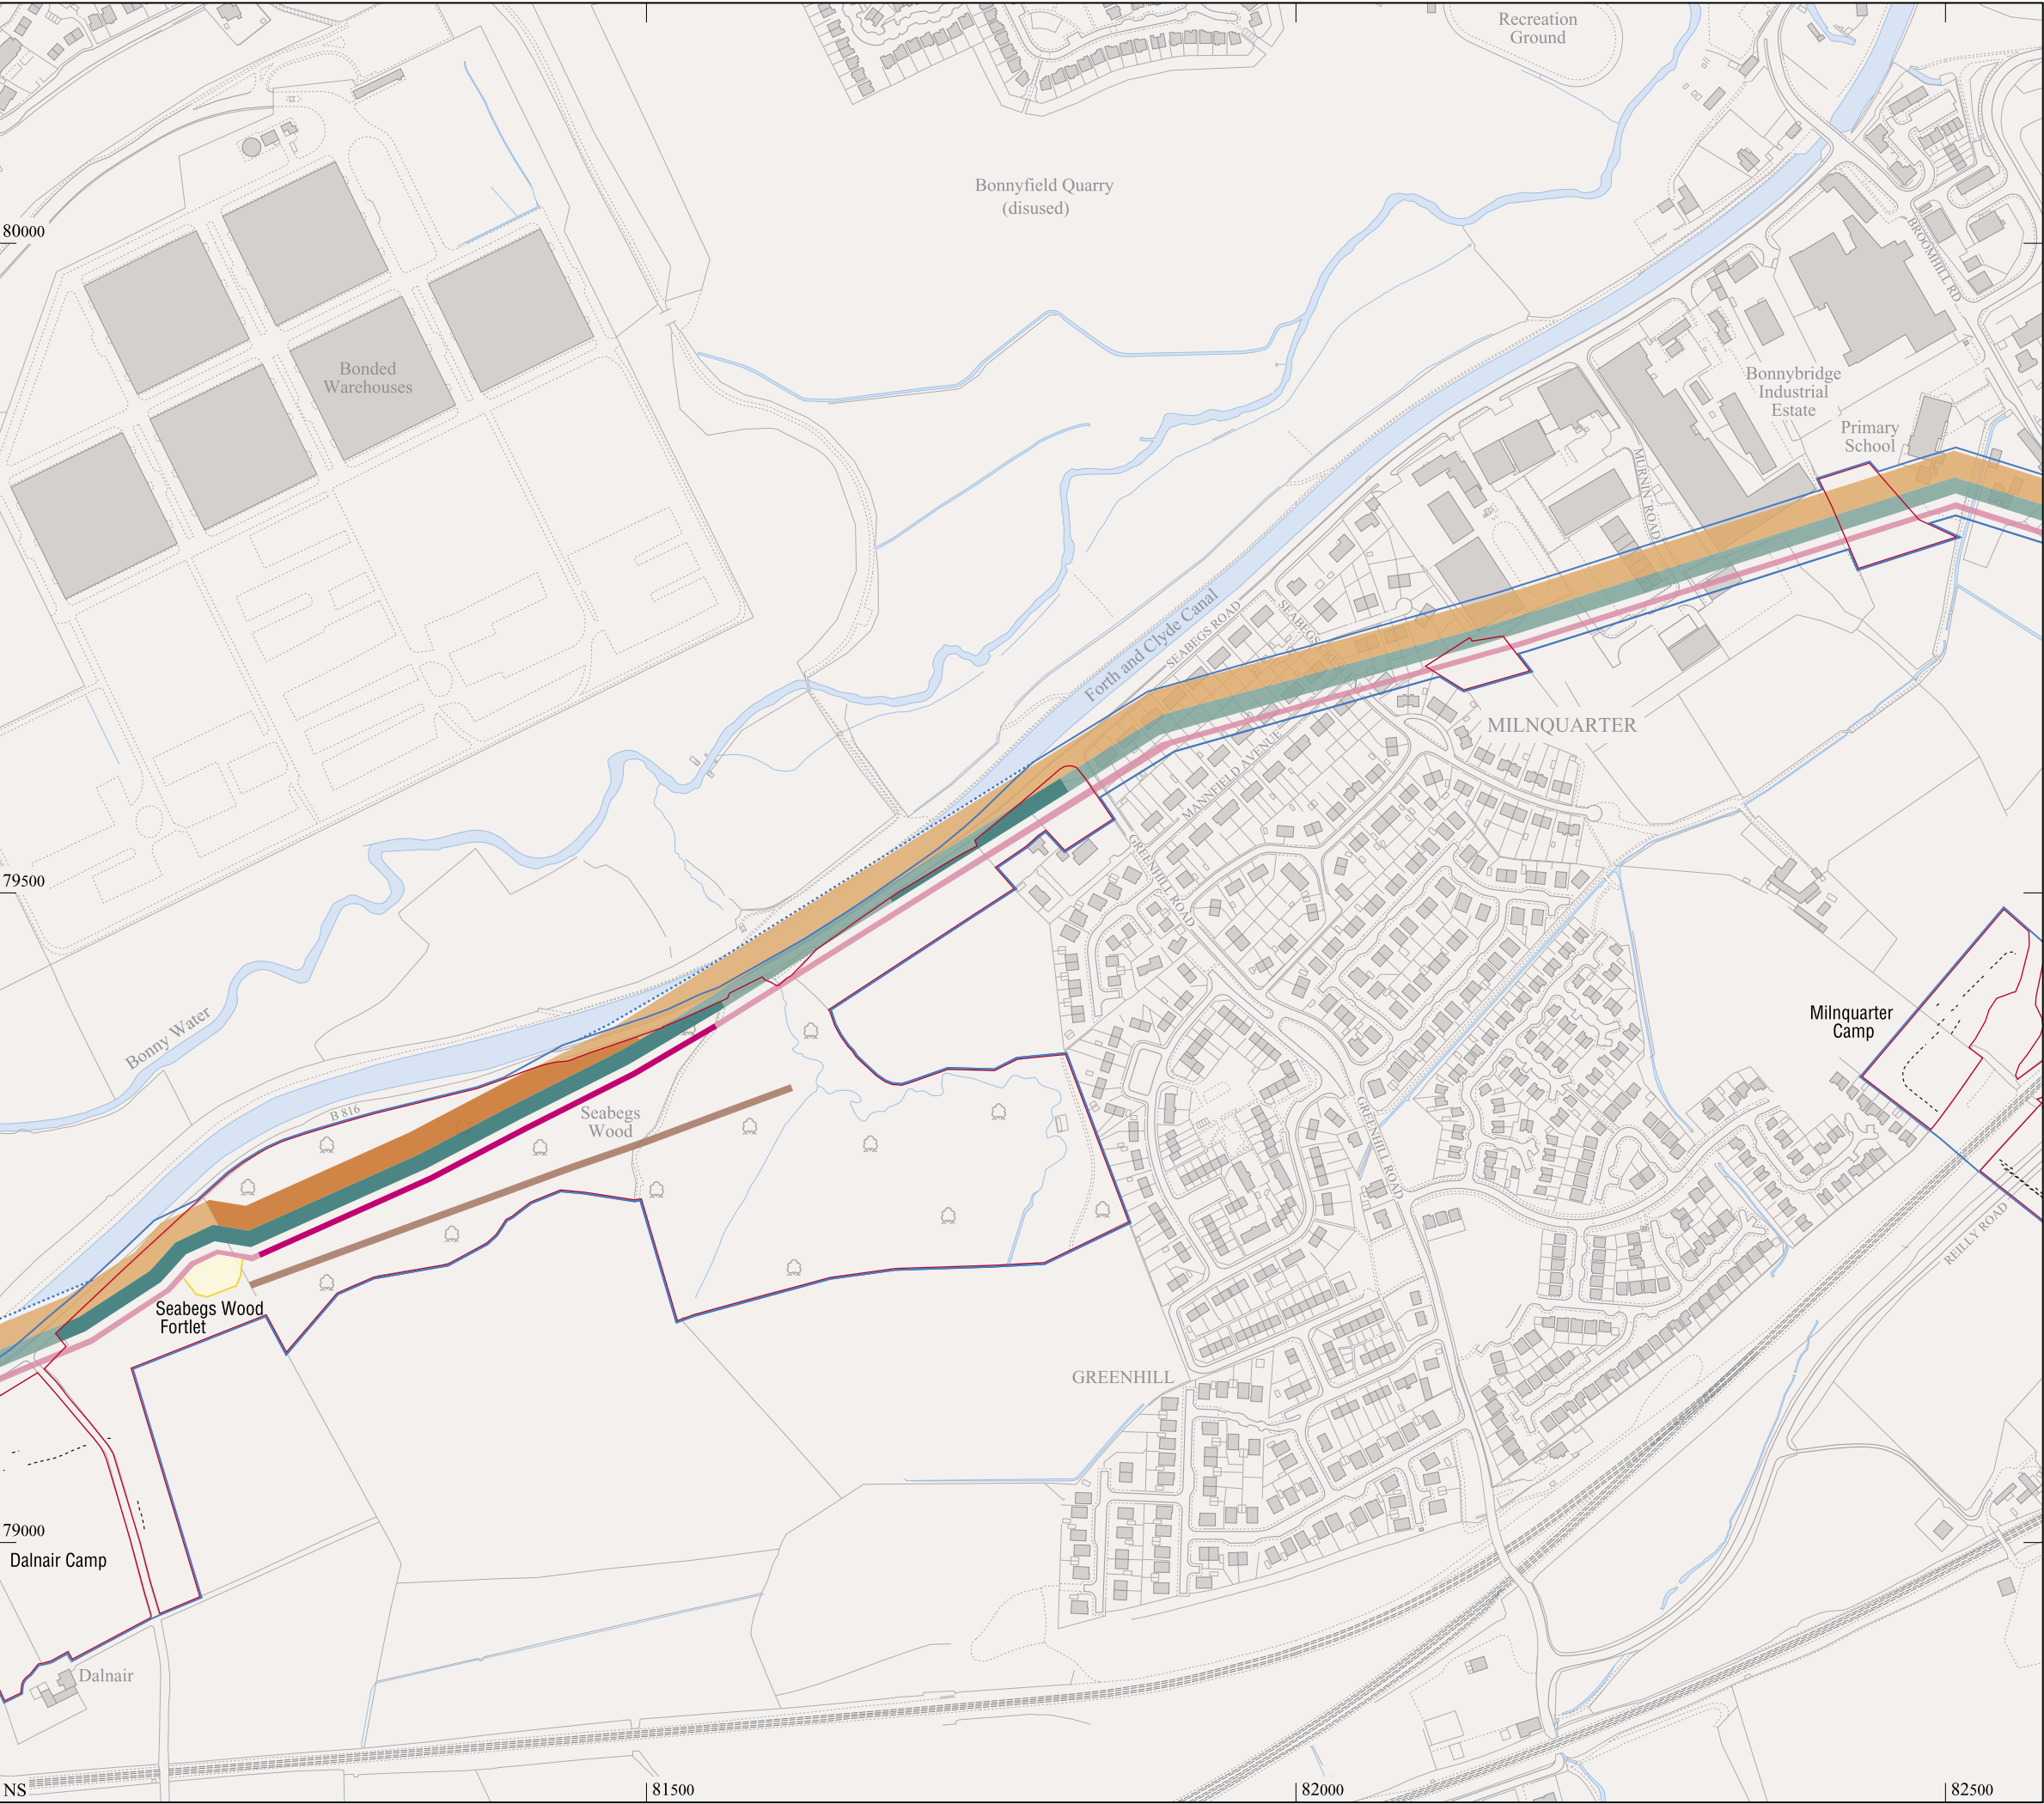 Recreation
Ground
Bonnyfield Quarry
(disused)
80000
BROOMHILL RD
Bonded
Warehouses
Bonnybridge
Industrial
Estate
Primary
School
MURNIN ROAD
Forth and Clyde Canal
SEABEGS ROAD
SEABEGS
MILNQUARTER
MANNFIELD AVENUE
GREENHILL ROAD
79500
Bonny Water
Milnquarter
Camp
B 816
Seabegs
Wood
GREENHILL ROAD
REILLY ROAD
Seabegs Wood
Fortlet
GREENHILL
79000
Dalnair Camp
Dalnair
NS
81500
82000
82500